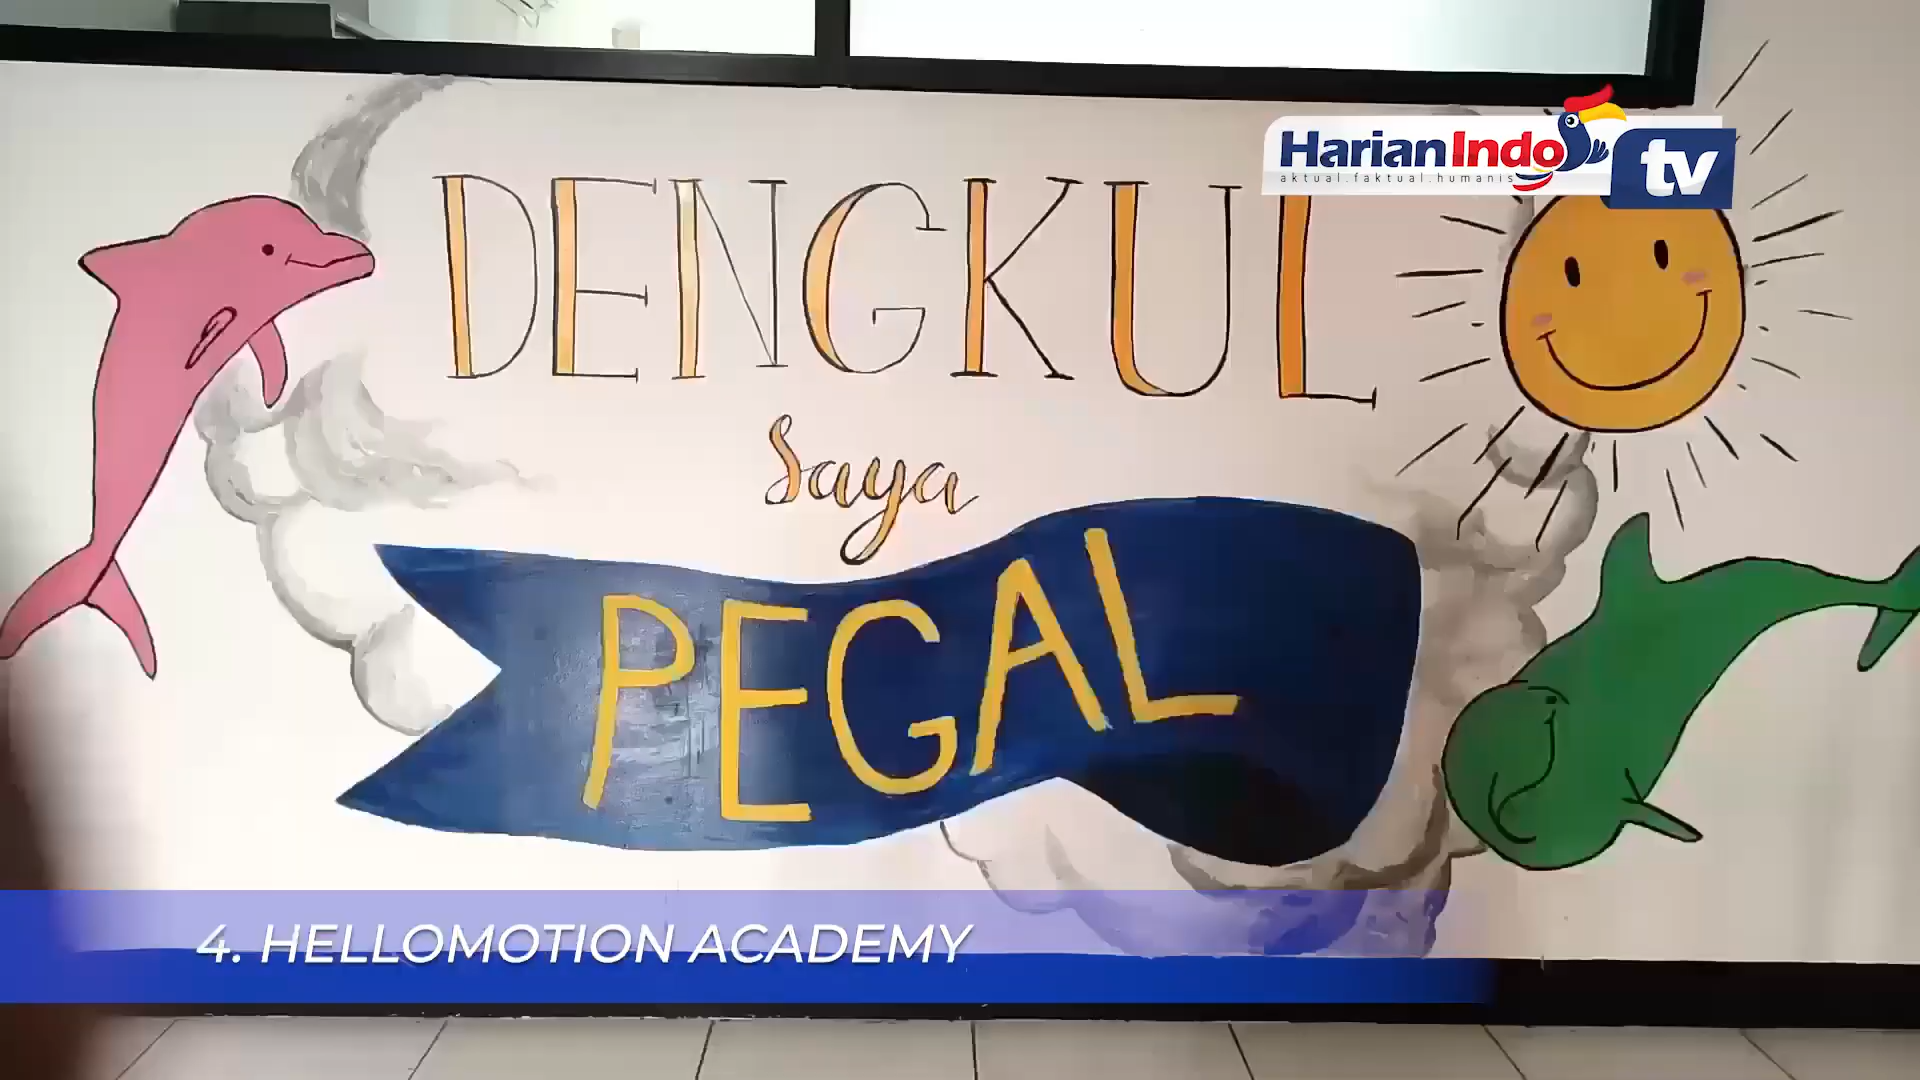 HarianIndo tv
aktual.faktual.humanis
DENGKUL
Saya
PEGAL
4. HELLOMOTION ACADEMY